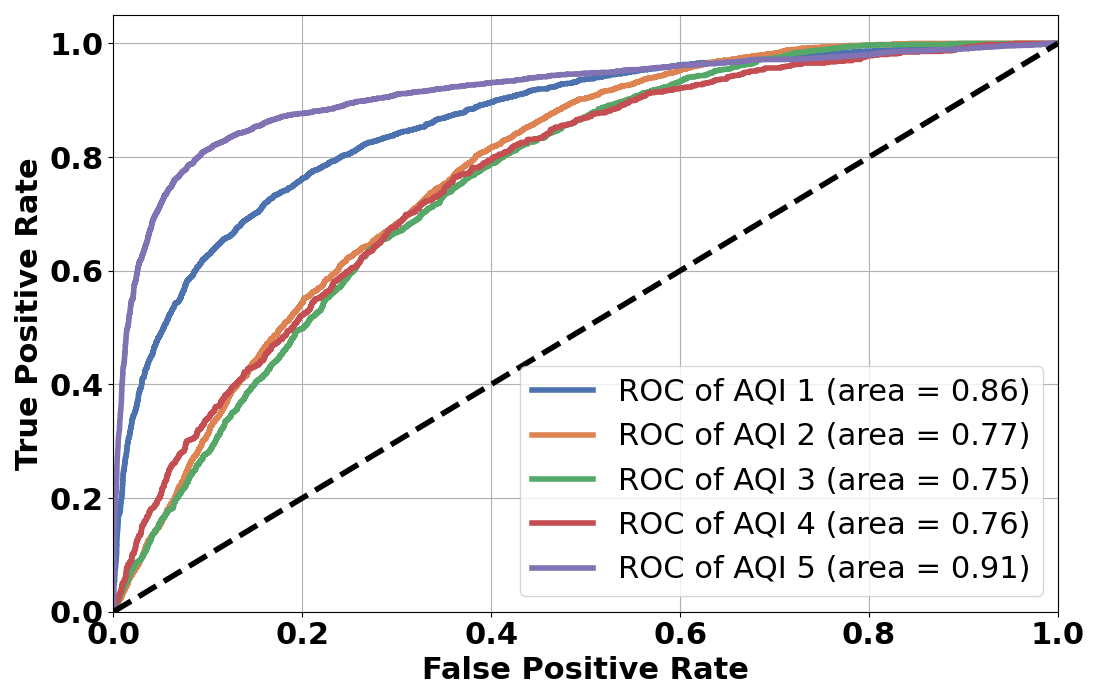 True Positive Rate
1.0
0.8
0.6
0.4
0.2
0.0
ROC of AQI 1 (area = 0.86)
ROC of AQI 2 (area = 0.77)
ROC of AQI 3 (area = 0.75)
ROC of AQI 4 (area = 0.76)
ROC of AQI 5 (area = 0.91)
0.0 0.2 0.4 0.6 0.8 1.0
False Positive Rate